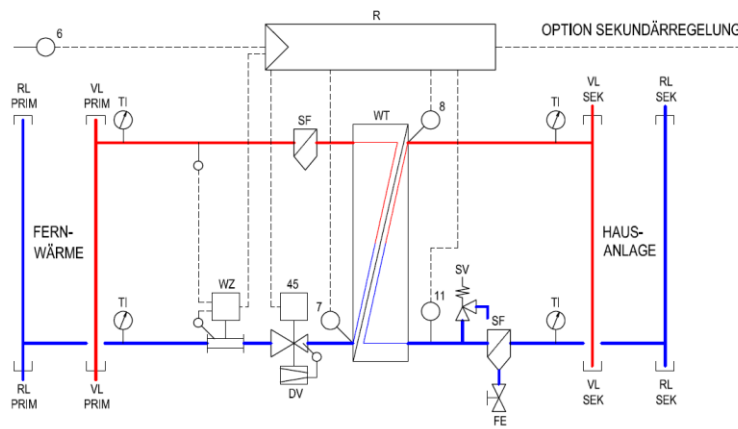 R
OPTION SEKUNDÄRREGELUNG
6
RL
PRIM
VL
PRIM
TI
SF
WT
8
TI
VL
SEK
RL
SEK
FERN-
WÄRME
HAUS-
ANLAGE
TI
WZ
45
7
11
SV
SF
TI
DV
FE
RL
PRIM
VL
PRIM
VL
SEK
RL
SEK